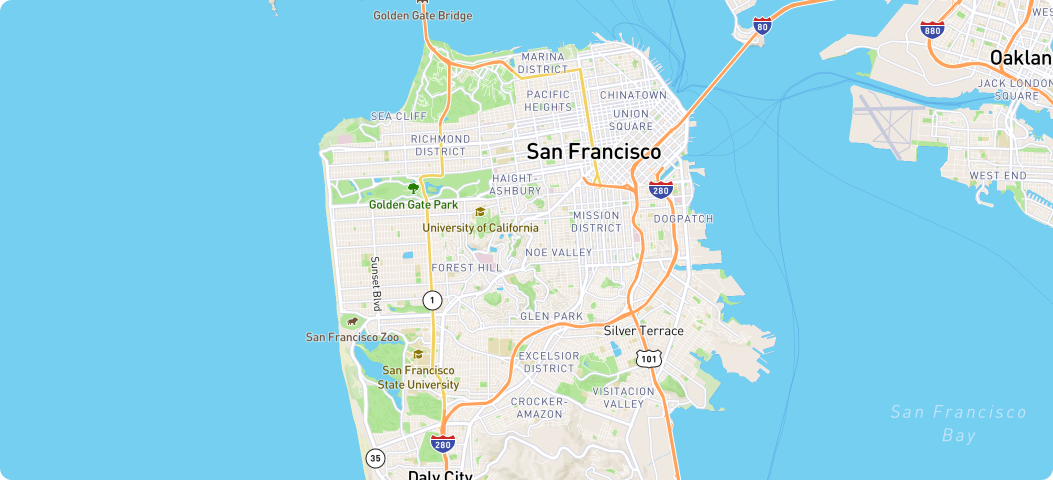 Golden Gate Bridge
80
880
WES
Oaklan
MARINA
DISTRICT
JACK LONDON
SQUARE
PACIFIC
HEIGHTS
CHINATOWN
UNION
SQUARE
SEA CLIFF
RICHMOND
DISTRICT
San Francisco
WEST END
HAIGHT-
ASHBURY
280
Golden Gate Park
University of California
MISSION
DISTRICT
DOGPATCH
NOE VALLEY
FOREST HILL
Sunset Blvd
1
GLEN PARK
San Francisco Zoo
Silver Terrace
101
San Francisco
State University
EXCELSIOR
DISTRICT
VISITACION
VALLEY
CROCKER-
AMAZON
San Francisco
Bay
280
35
Daly City